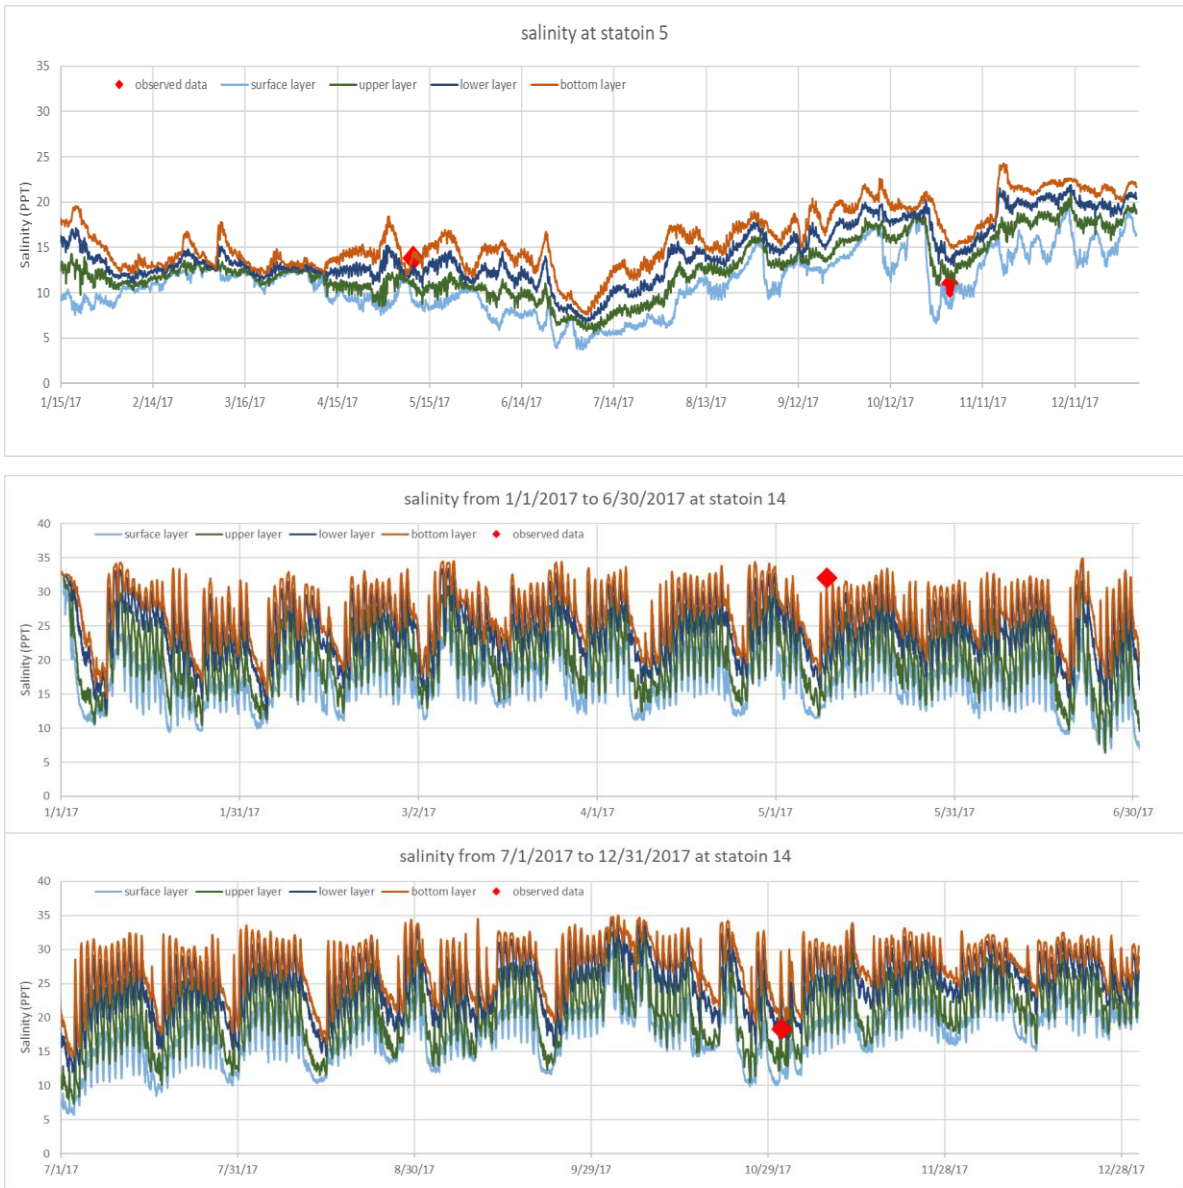 salinity at statoin 5
35
observed data surface layer upper layer lower layer bottom layer
30
25
20
15
10
5
0
Salinity (PPT)
1/15/17 2/14/17 3/16/17 4/15/17 5/15/17 6/14/17 7/14/17 8/13/17 9/12/17 10/12/17 11/11/17 12/11/17
salinity from 1/1/2017 to 6/30/2017 at statoin 14
40
surface layer upper layer lower layer bottom layer observed data
35
30
25
20
15
10
5
0
Salinity (PPT)
1/1/17 1/31/17 3/2/17 4/1/17 5/1/17 5/31/17 6/30/17
salinity from 7/1/2017 to 12/31/2017 at statoin 14
40
surface layer upper layer lower layer bottom layer observed data
35
30
25
20
15
10
5
0
Salinity (PPT)
7/1/17 7/31/17 8/30/17 9/29/17 10/29/17 11/28/17 12/28/17